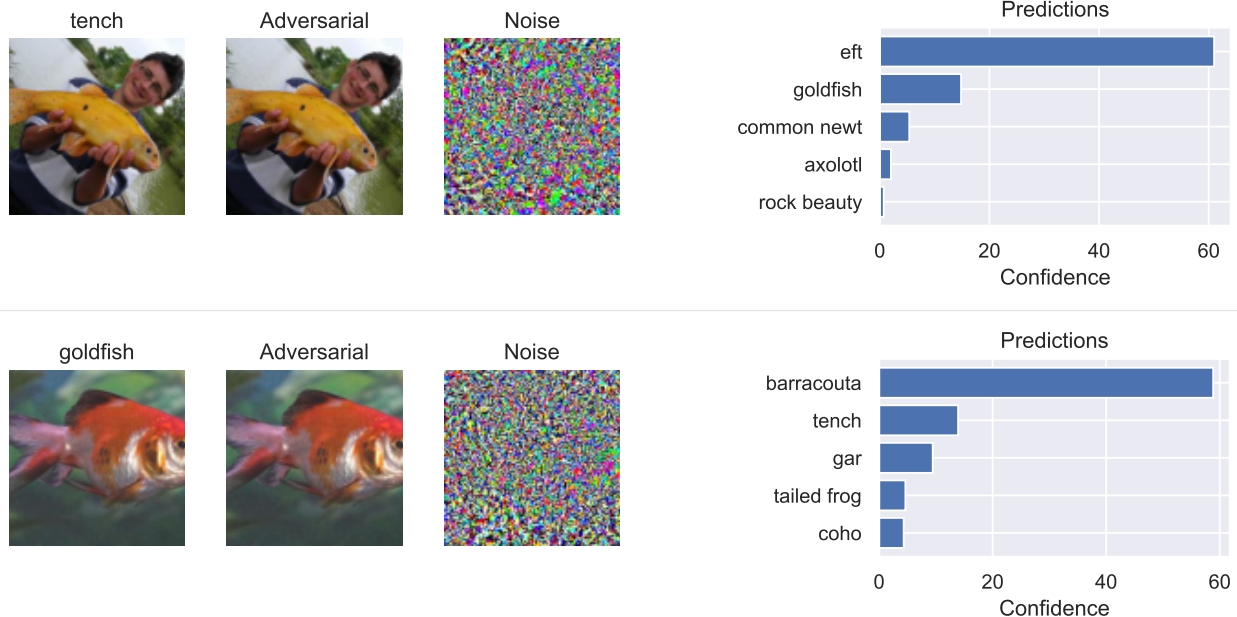 tench
Adversarial
Noise
Predictions
eft
goldfish
common newt
axolotl
rock beauty
0 20 40 60
Confidence
goldfish
Adversarial
Noise
Predictions
barracouta
tench
gar
tailed frog
coho
0 20 40 60
Confidence